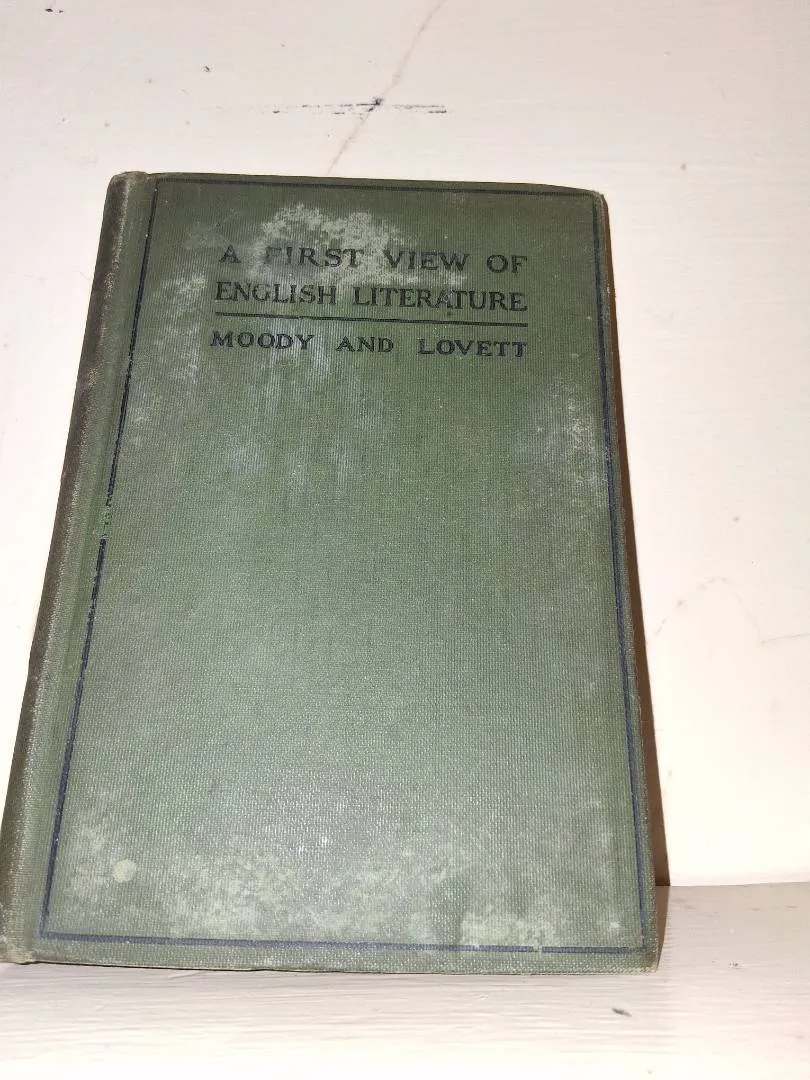 A FIRST VIEW OF
ENGLISH LITERATURE
MOODY AND LOVETT